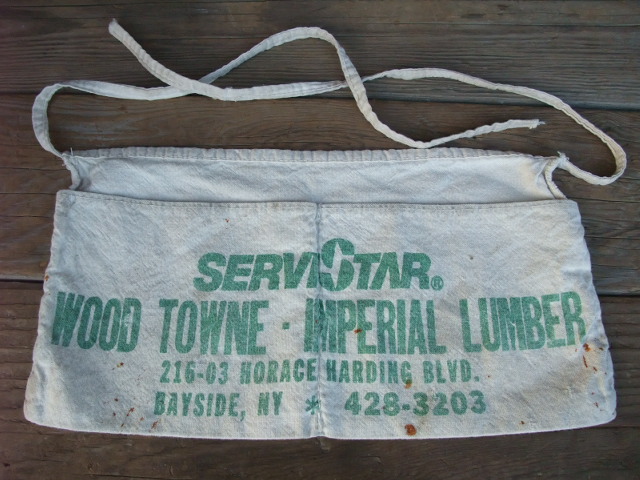 SERVISTAR®
WOOD TOWNE · IMPERIAL LUMBER
216-03 HORACE HARDING BLVD.
BAYSIDE, NY * 428-3203